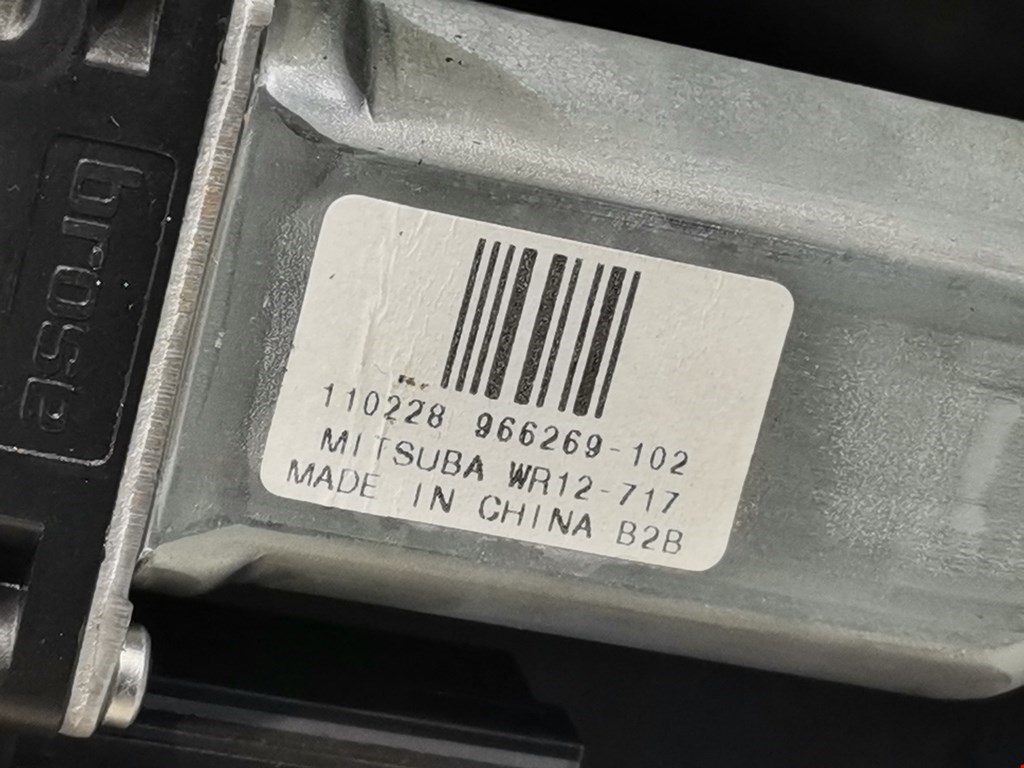 brose
110228 966269-102
MITSUBA WR12-717
MADE IN CHINA B2B